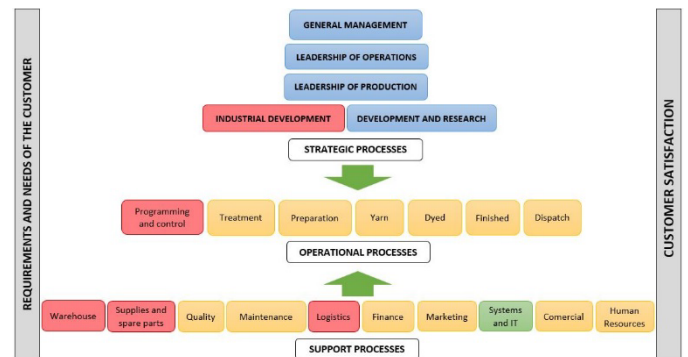 REQUIREMENTS AND NEEDS OF THE CUSTOMER
GENERAL MANAGEMENT
LEADERSHIP OF OPERATIONS
LEADERSHIP OF PRODUCTION
INDUSTRIAL DEVELOPMENT
DEVELOPMENT AND RESEARCH
STRATEGIC PROCESSES
Programming
and control
Treatment
Preparation
Yarn
Dyed
Finished
Dispatch
OPERATIONAL PROCESSES
Warehouse
Supplies and
spare parts
Quality
Maintenance
Logistics
Finance
Marketing
Systems
and IT
Comercial
Human
Resources
SUPPORT PROCESSES
CUSTOMER SATISFACTION